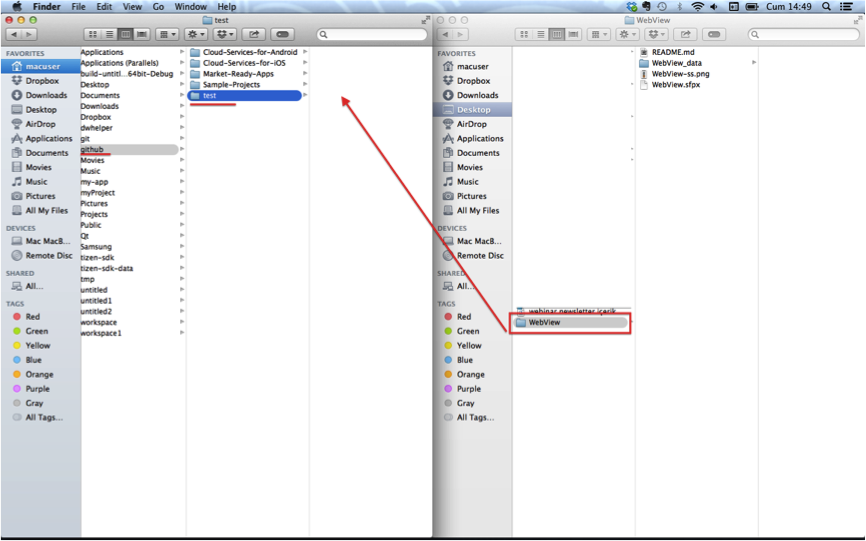 Finder File Edit View Go Window Help
Cum 14:49
test
FAVORITES
macuser
Dropbox
Downloads
Desktop
AirDrop
Applications
Documents
Movies
Music
Pictures
All My Files
DEVICES
Mac MacB...
Remote Disc
SHARED
All...
TAGS
Red
Green
Yellow
Blue
Orange
Purple
Gray
All Tags...
Applications
Applications (Parallels)
build-untitl...64bit-Debug
Desktop
Documents
Downloads
Dropbox
dwhelper
git
github
Movies
Music
my-app
myProject
Pictures
Projects
Public
Qt
Samsung
tizen-sdk
tizen-sdk-data
tmp
untitled
untitled1
untitled2
workspace
workspace1
Cloud-Services-for-Android
Cloud-Services-for-iOS
Market-Ready-Apps
Sample-Projects
test
WebView
FAVORITES
macuser
Dropbox
Downloads
Desktop
AirDrop
Applications
Documents
Movies
Music
Pictures
All My Files
DEVICES
Mac MacB...
Remote Disc
SHARED
All...
TAGS
Red
Green
Yellow
Blue
Orange
Purple
Gray
All Tags...
webinar newsletter içerik
WebView
README.md
WebView_data
WebView-ss.png
WebView.sfpx